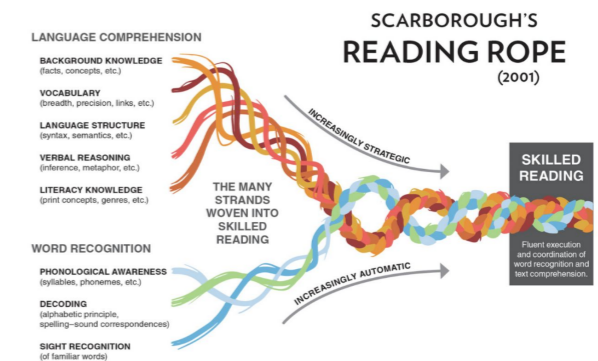 SCARBOROUGH'S
READING ROPE
(2001)
LANGUAGE COMPREHENSION
BACKGROUND KNOWLEDGE
(facts, concepts, etc.)
VOCABULARY
(breadth, precision, links, etc.)
LANGUAGE STRUCTURE
(syntax, semantics, etc.)
VERBAL REASONING
(inference, metaphor, etc.)
LITERACY KNOWLEDGE
(print concepts, genres, etc.)
WORD RECOGNITION
PHONOLOGICAL AWARENESS
(syllables, phonemes, etc.)
DECODING
(alphabetic principle,
spelling–sound correspondences)
SIGHT RECOGNITION
(of familiar words)
THE MANY
STRANDS
WOVEN INTO
SKILLED
READING
INCREASINGLY STRATEGIC
INCREASINGLY AUTOMATIC
SKILLED
READING
Fluent execution
and coordination of
word recognition and
text comprehension.